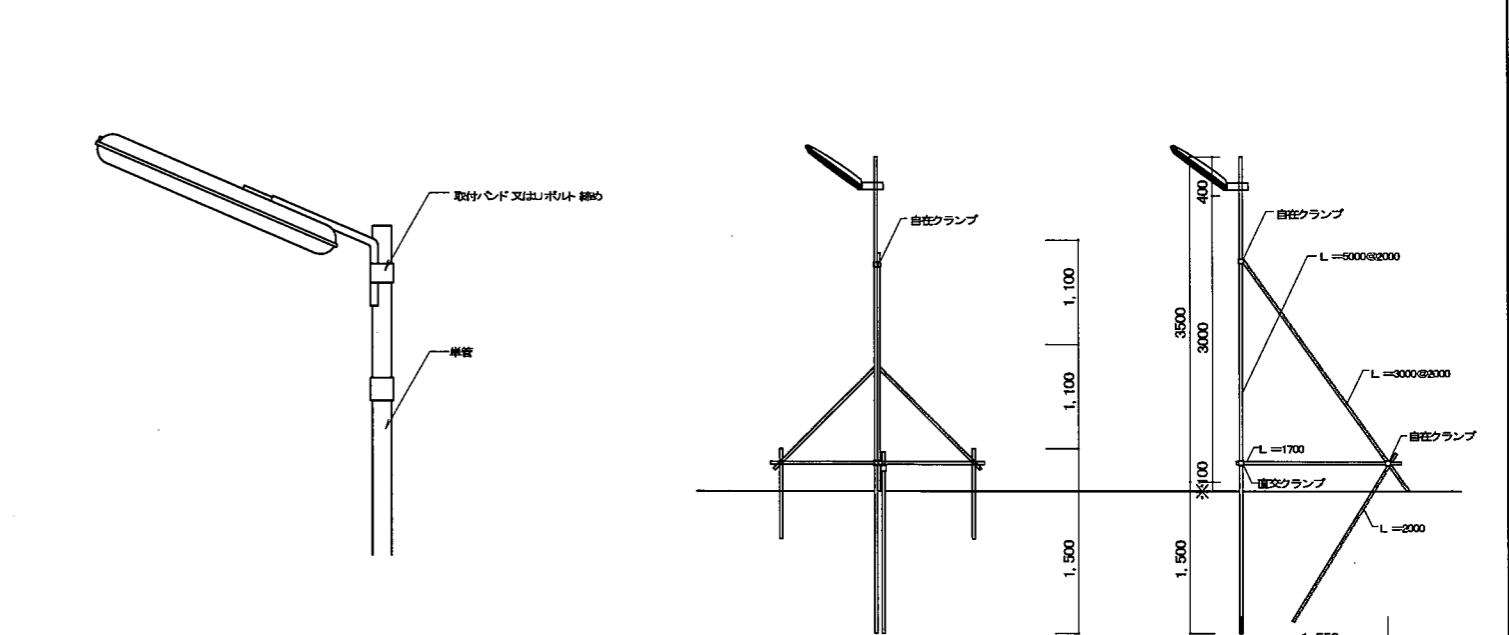 取付バンド 又はUボルト 締め
単管
自在クランプ
1,100
1,100
1,500
400
3500
3000
※100
1,500
自在クランプ
L =5000@2000
L =3000@2000
自在クランプ
L =1700
直交クランプ
L =2000